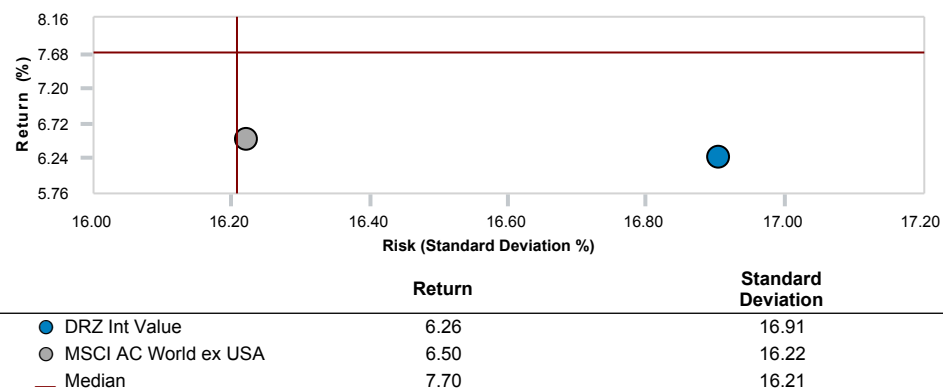 8.16
7.68
7.20
6.72
6.24
5.76
Return (%)
16.00 16.20 16.40 16.60 16.80 17.00 17.20
Risk (Standard Deviation %)
Return Standard Deviation
DRZ Int Value 6.26 16.91
MSCI AC World ex USA 6.50 16.22
Median 7.70 16.21